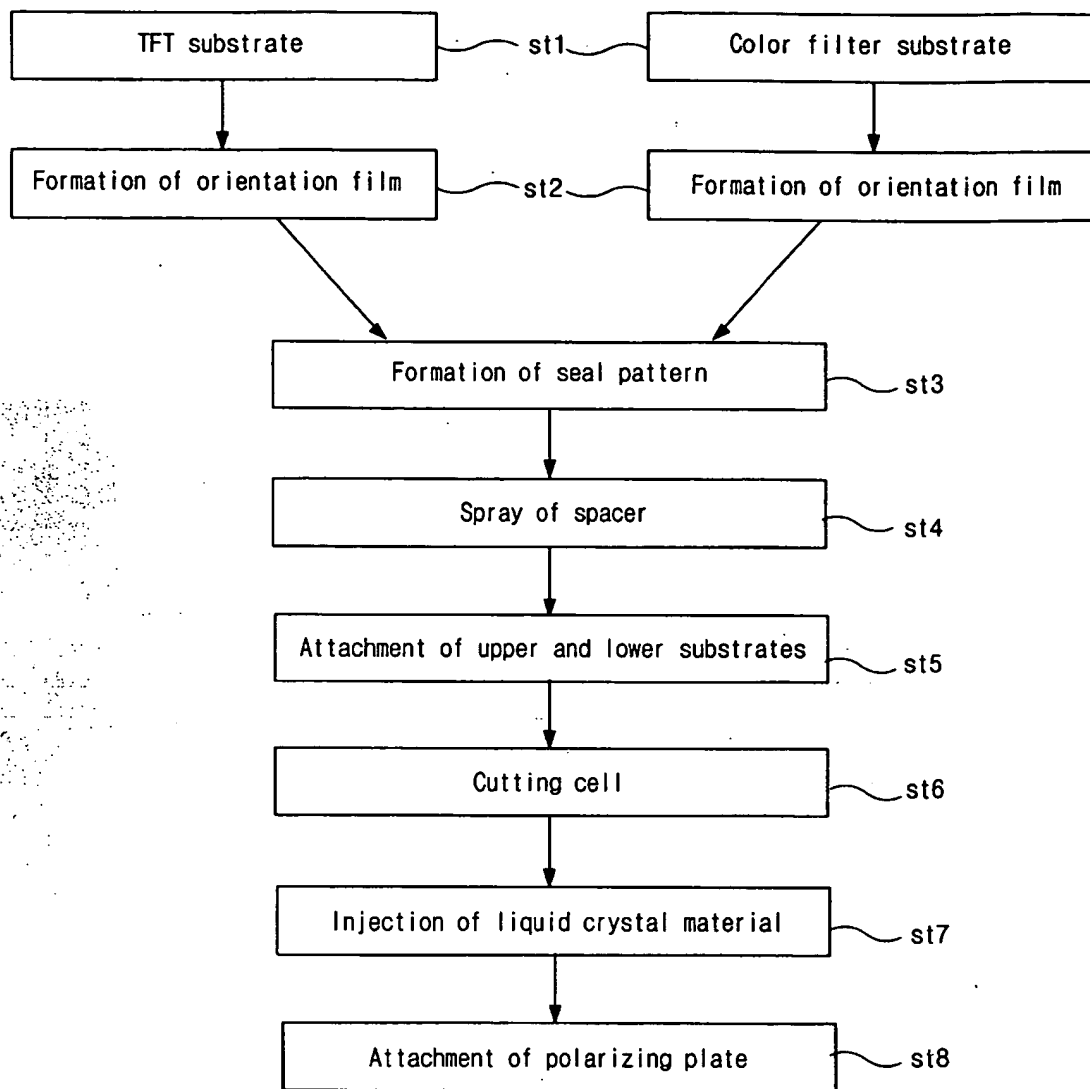 TFT substrate
st1
Color filter substrate
Formation of orientation film
st2
Formation of orientation film
Formation of seal pattern
st3
Spray of spacer
st4
Attachment of upper and lower substrates
st5
Cutting cell
st6
Injection of liquid crystal material
st7
Attachment of polarizing plate
st8